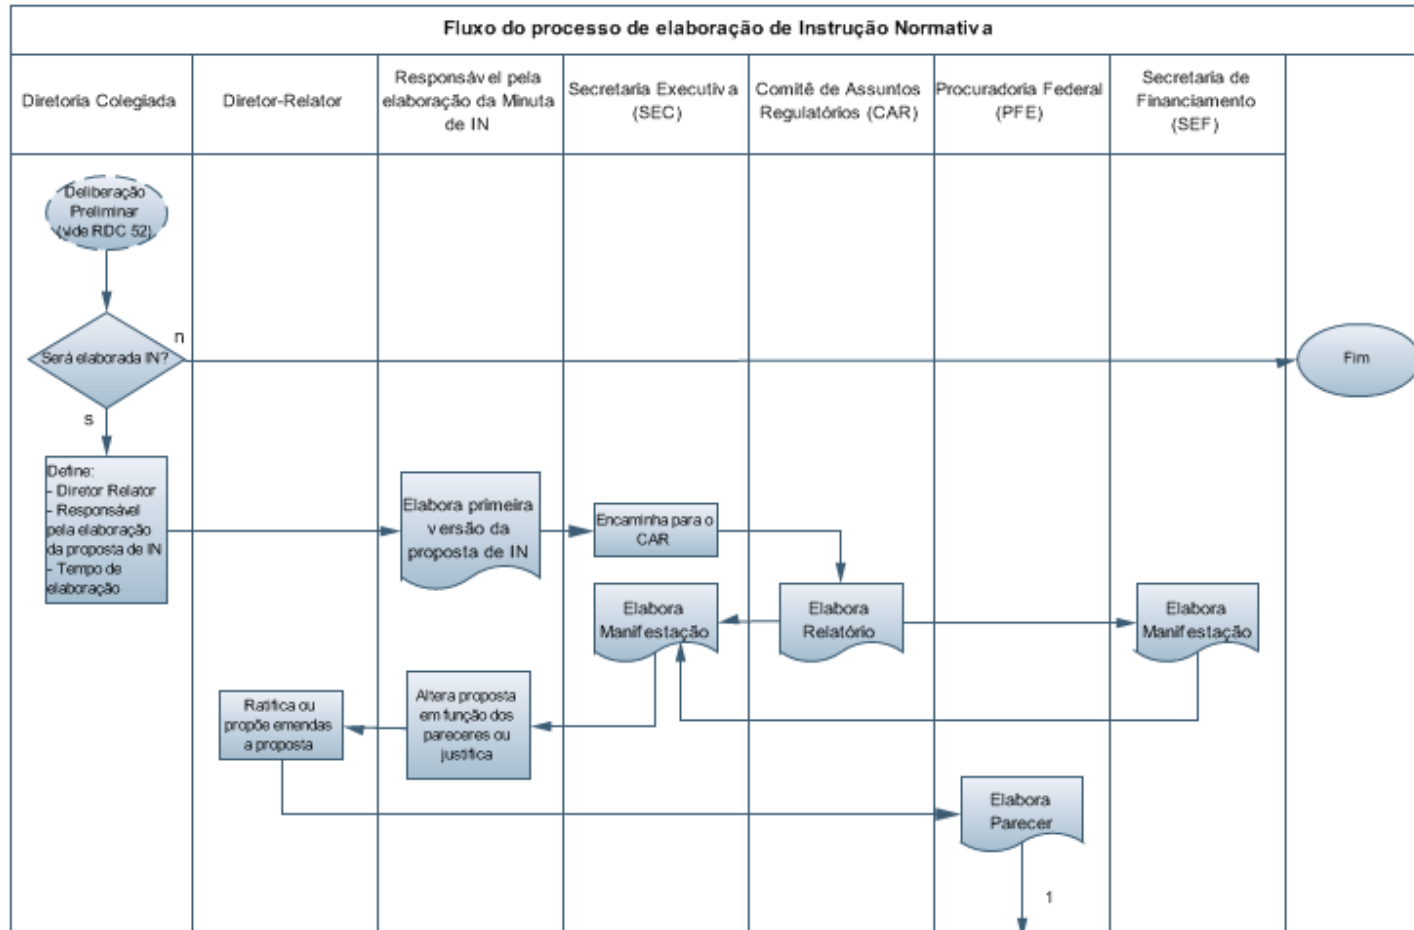 Fluxo do processo de elaboração de Instrução Normativa
Diretoria Colegiada
Diretor-Relator
Responsável pela
elaboração da Minuta
de IN
Secretaria Executiva
(SEC)
Comitê de Assuntos
Regulatórios (CAR)
Procuradoria Federal
(PFE)
Secretaria de
Financiamento
(SEF)
Deliberação
Preliminar
(vide RDC 52)
n
Será elaborada IN?
Fim
s
Define:
- Diretor Relator
- Responsável
pela elaboração
da proposta de IN
- Tempo de
elaboração
Elabora primeira
versão da
proposta de IN
Encaminha para o
CAR
Elabora
Manifestação
Elabora
Relatório
Elabora
Manifestação
Ratifica ou
propõe emendas
a proposta
Altera proposta
em função dos
pareceres ou
justifica
Elabora
Parecer
1